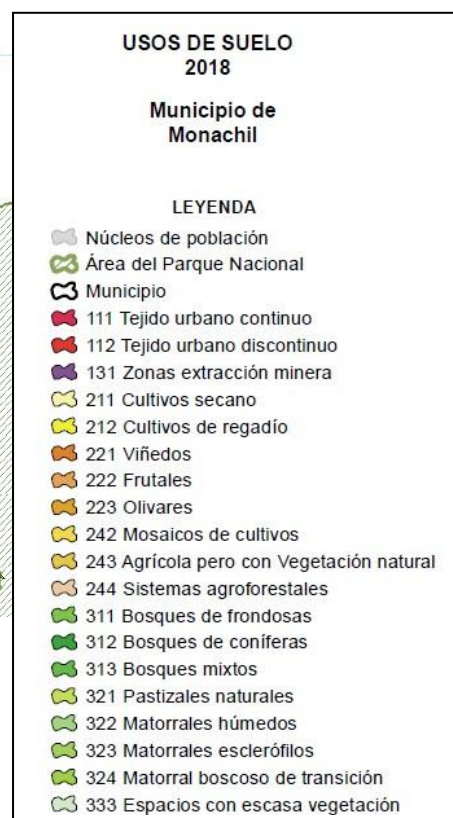 USOS DE SUELO
2018
Municipio de
Monachil
LEYENDA
Núcleos de población
Área del Parque Nacional
Municipio
111 Tejido urbano continuo
112 Tejido urbano discontinuo
131 Zonas extracción minera
211 Cultivos secano
212 Cultivos de regadío
221 Viñedos
222 Frutales
223 Olivares
242 Mosaicos de cultivos
243 Agrícola pero con Vegetación natural
244 Sistemas agroforestales
311 Bosques de frondosas
312 Bosques de coníferas
313 Bosques mixtos
321 Pastizales naturales
322 Matorrales húmedos
323 Matorrales esclerófilos
324 Matorral boscoso de transición
333 Espacios con escasa vegetación